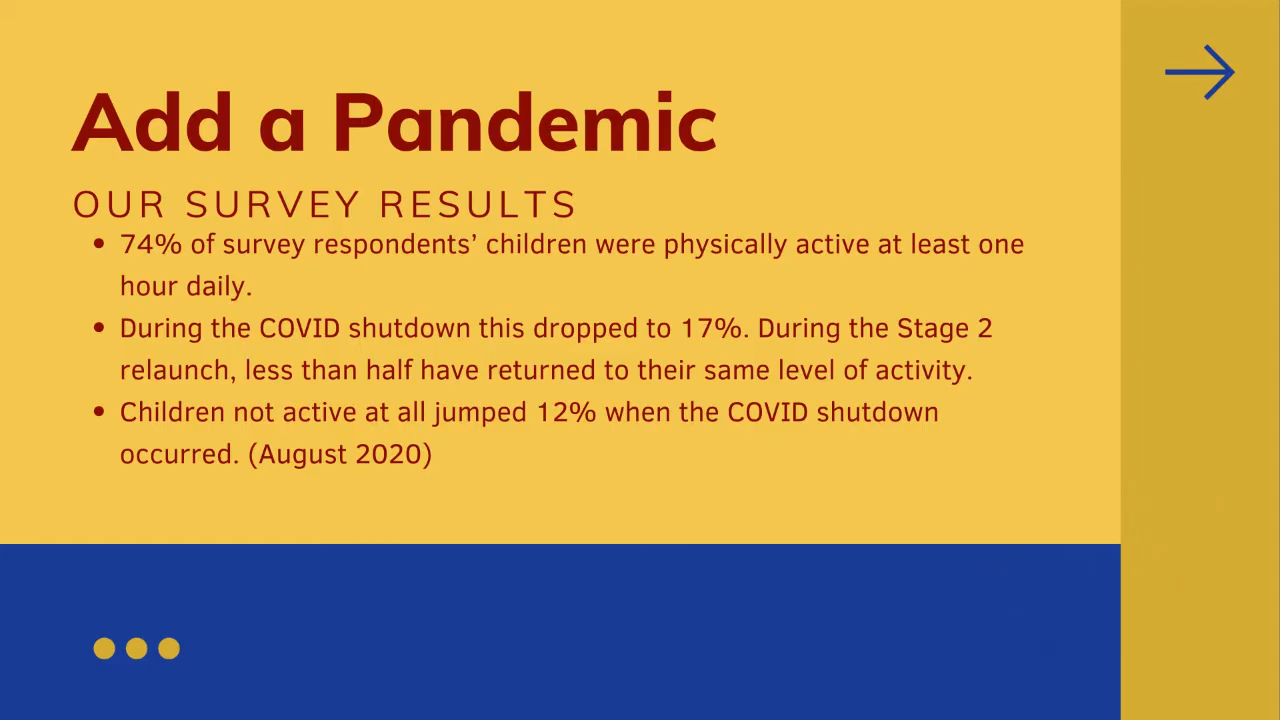 Add a Pandemic
OUR SURVEY RESULTS
• 74% of survey respondents’ children were physically active at least one
hour daily.
• During the COVID shutdown this dropped to 17%. During the Stage 2
relaunch, less than half have returned to their same level of activity.
• Children not active at all jumped 12% when the COVID shutdown
occurred. (August 2020)